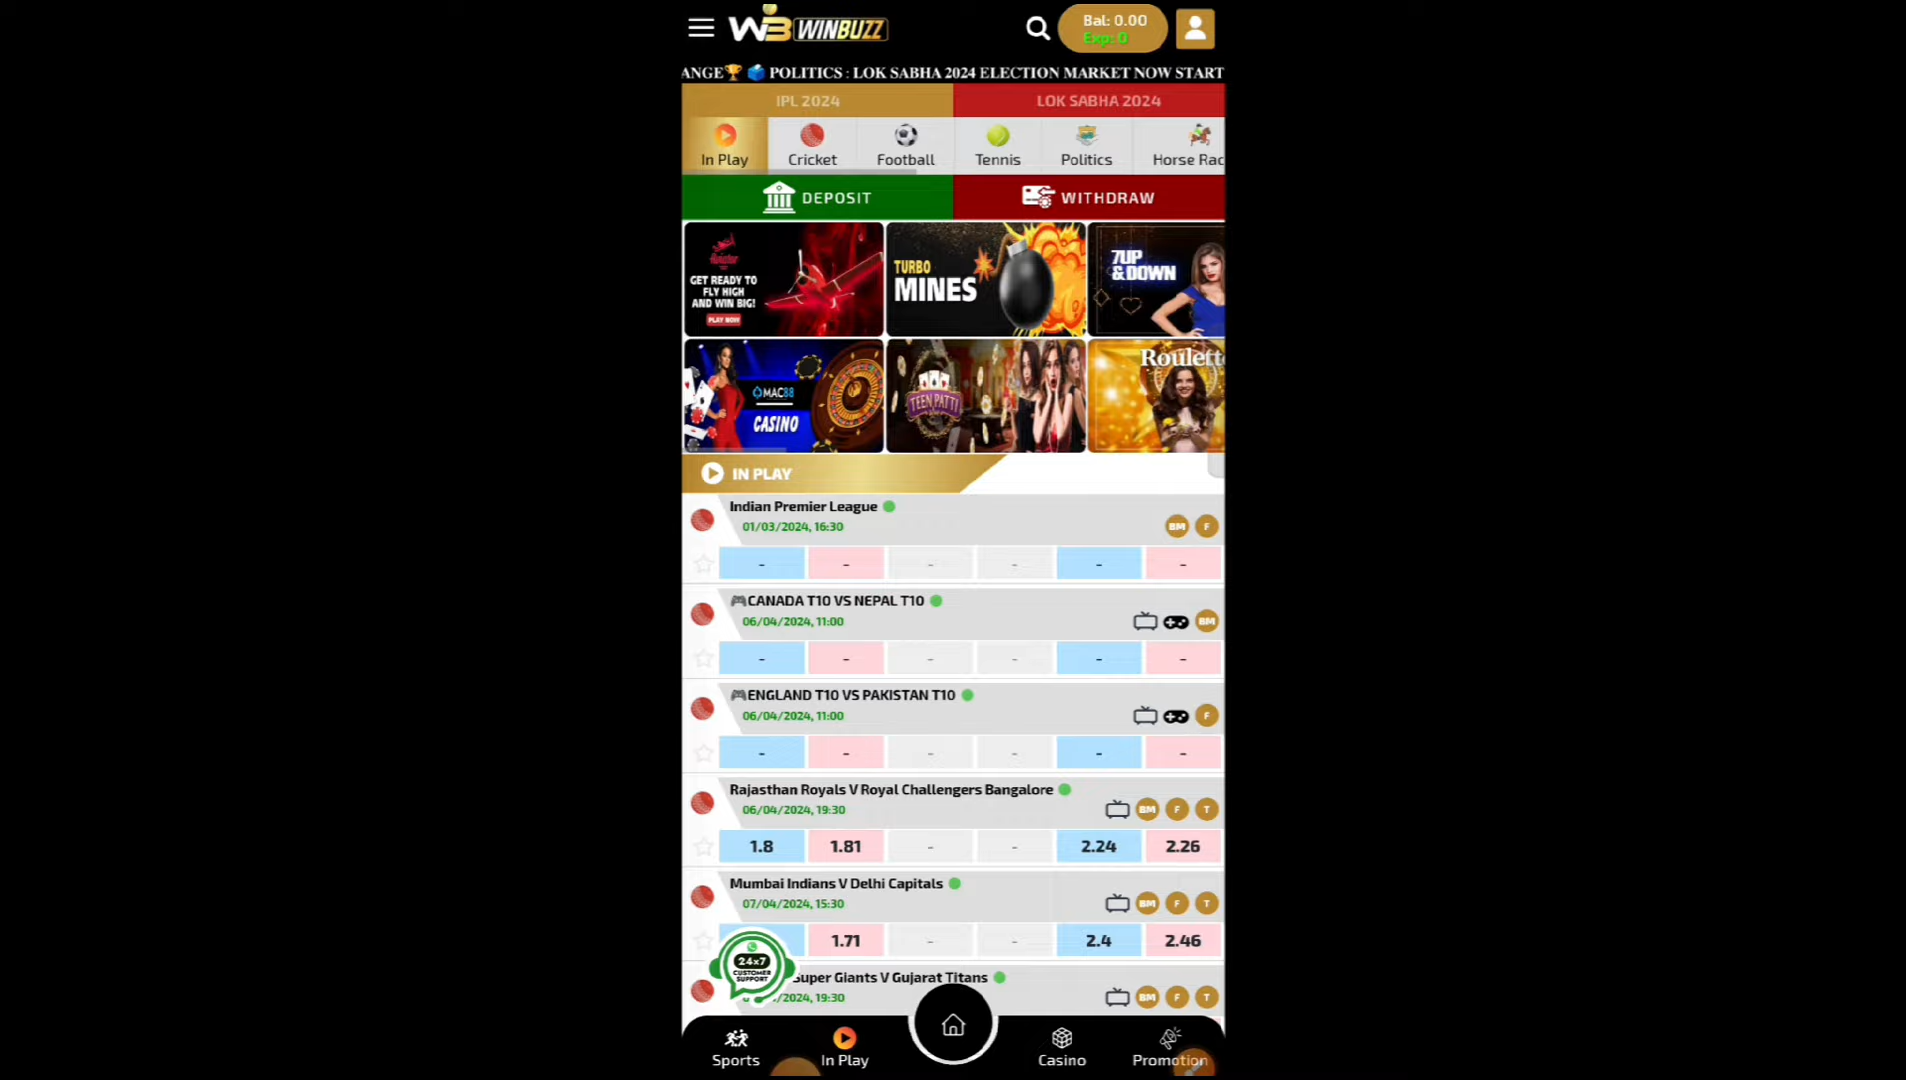 WB WINBUZZ
Bal: 0.00
Exp: 0
ANGE🏆 🗳️ POLITICS : LOK SABHA 2024 ELECTION MARKET NOW START
IPL 2024 LOK SABHA 2024
In Play Cricket Football Tennis Politics Horse Rac
DEPOSIT WITHDRAW
Aviator
GET READY TO
FLY HIGH
AND WIN BIG!
PLAY NOW
TURBO
MINES
7UP
&DOWN
MAC88
CASINO
TEEN PATTI
Roulett
IN PLAY
Indian Premier League
01/03/2024, 16:30 BM F
- - - - - -
🎮CANADA T10 VS NEPAL T10
06/04/2024, 11:00 BM
- - - - - -
🎮ENGLAND T10 VS PAKISTAN T10
06/04/2024, 11:00 F
- - - - - -
Rajasthan Royals V Royal Challengers Bangalore
06/04/2024, 19:30 BM F T
1.8 1.81 - - 2.24 2.26
Mumbai Indians V Delhi Capitals
07/04/2024, 15:30 BM F T
1.71 - - 2.4 2.46
24x7
CUSTOMER
SUPPORT
Super Giants V Gujarat Titans
/2024, 19:30 BM F T
Sports In Play Casino Promotion